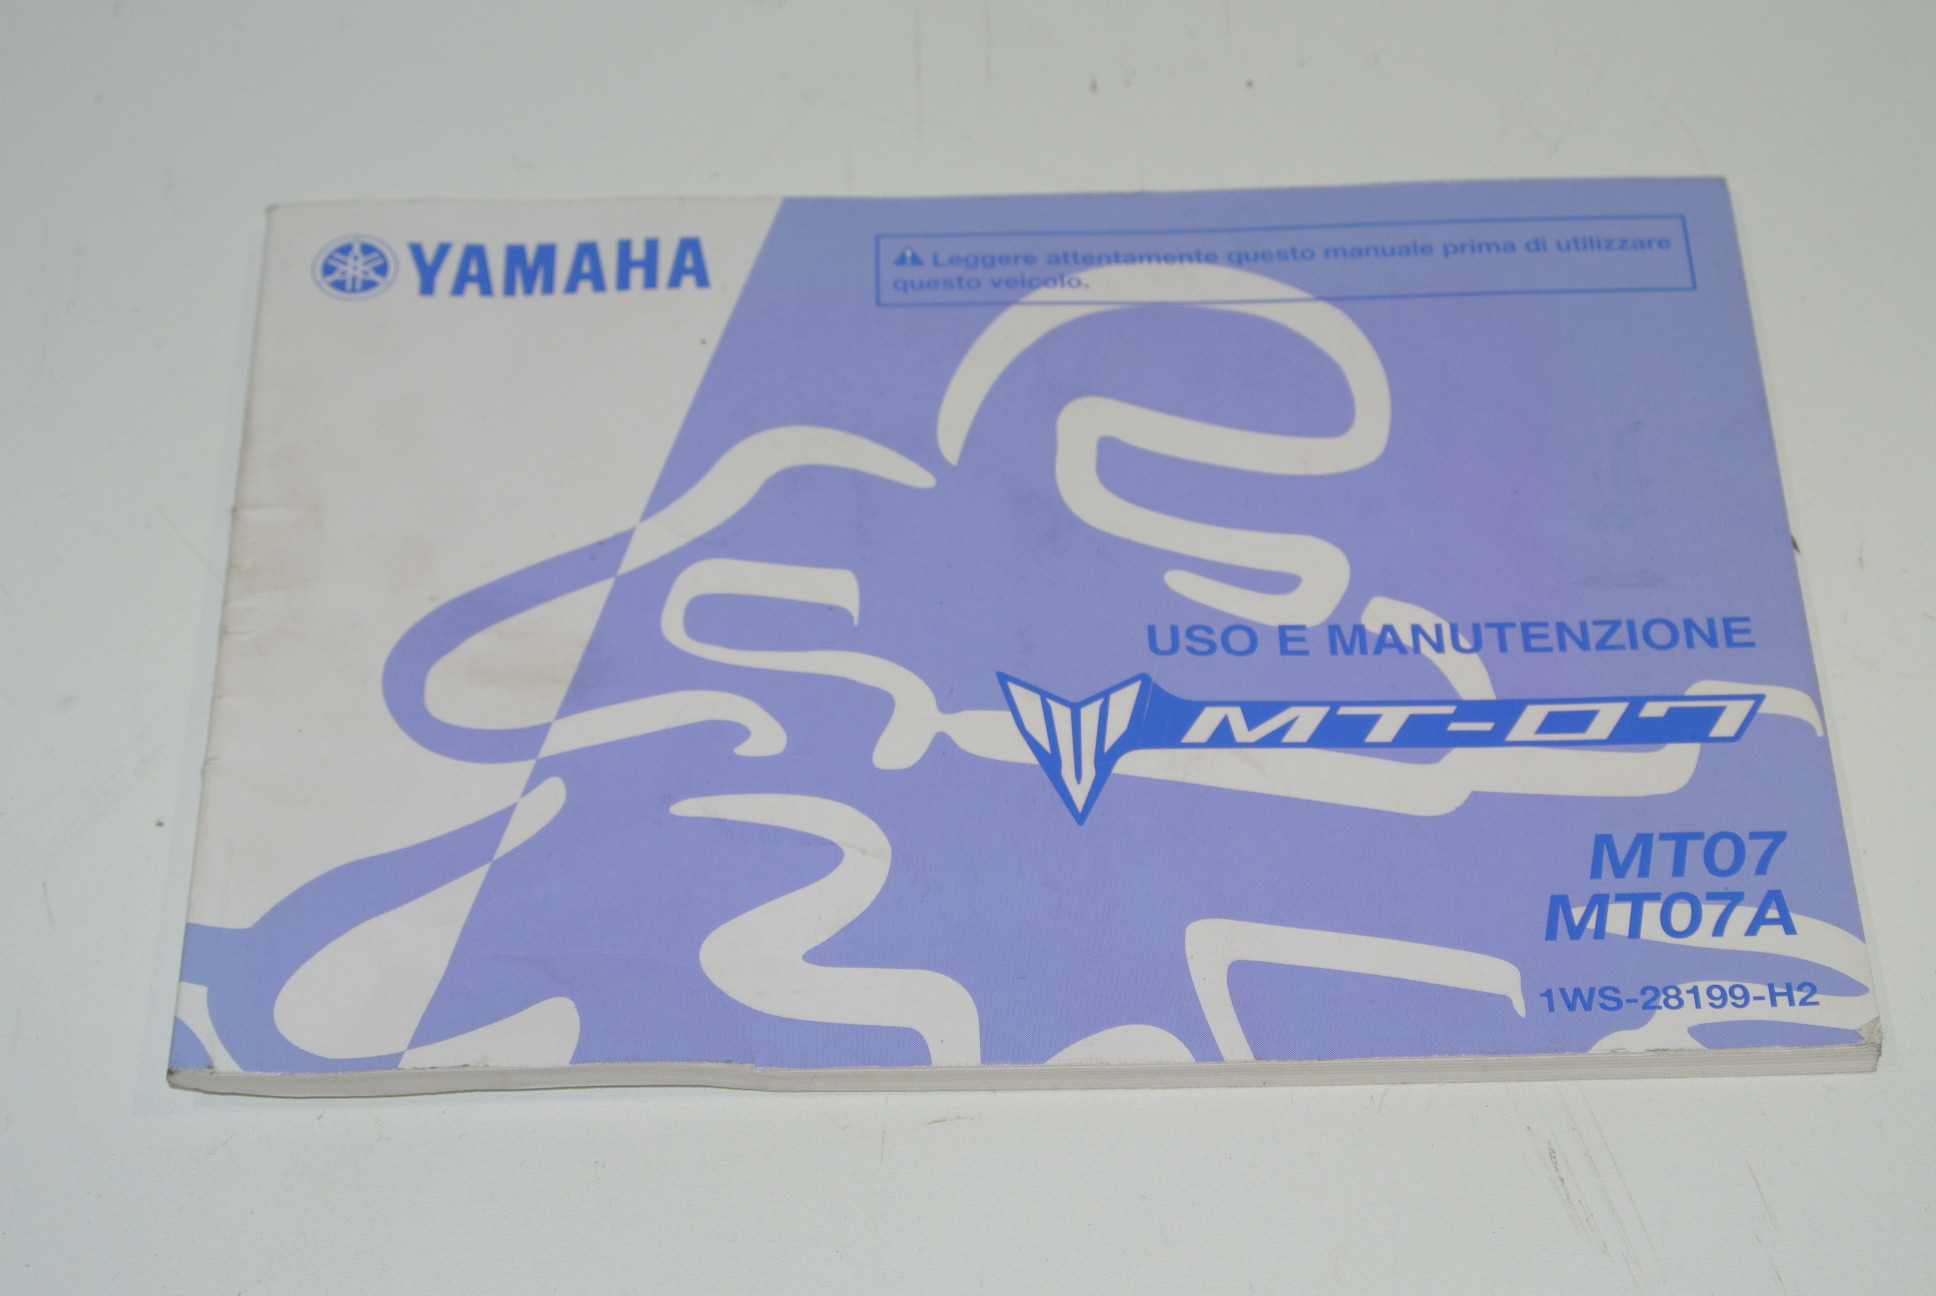 YAMAHA
Leggere attentamente questo manuale prima di utilizzare
questo veicolo.
USO E MANUTENZIONE
MT-07
MT07
MT07A
1WS-28199-H2